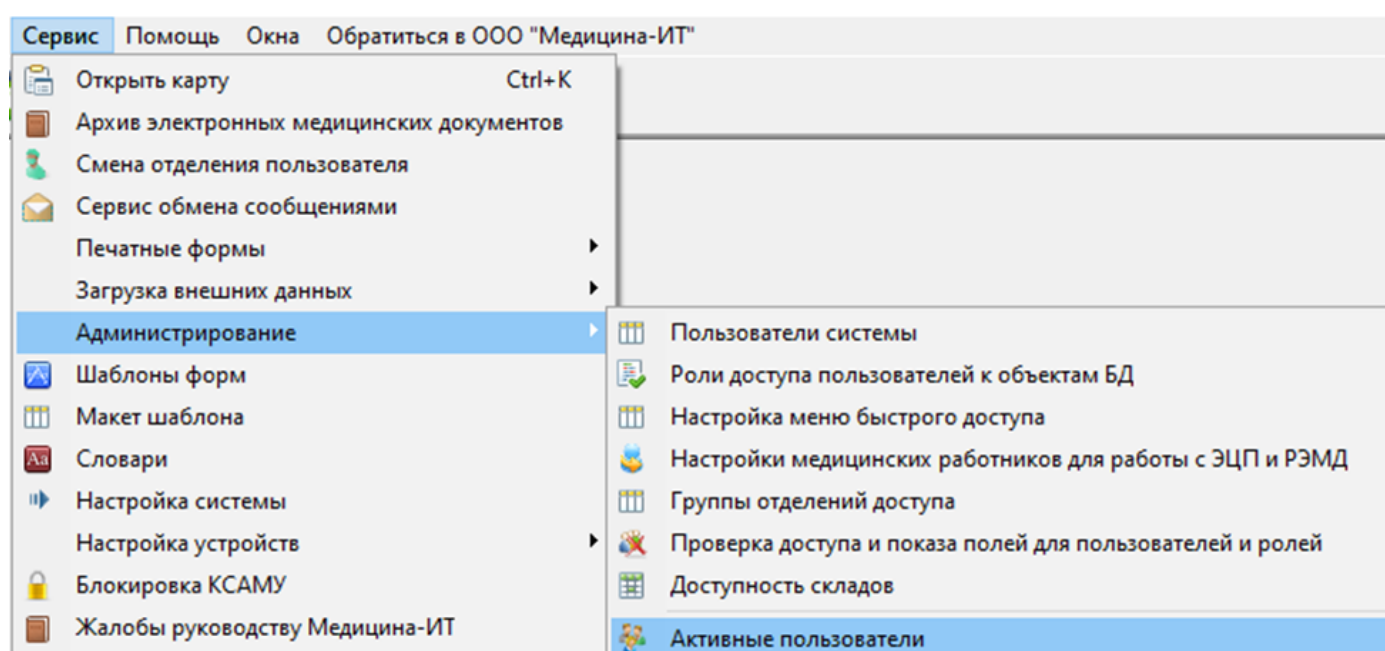 Сервис Помощь Окна Обратиться в ООО "Медицина-ИТ"
Открыть карту Ctrl+K
Архив электронных медицинских документов
Смена отделения пользователя
Сервис обмена сообщениями
Печатные формы
Загрузка внешних данных
Администрирование
Шаблоны форм
Макет шаблона
Словари
Настройка системы
Настройка устройств
Блокировка КСАМУ
Жалобы руководству Медицина-ИТ
Пользователи системы
Роли доступа пользователей к объектам БД
Настройка меню быстрого доступа
Настройки медицинских работников для работы с ЭЦП и РЭМД
Группы отделений доступа
Проверка доступа и показа полей для пользователей и ролей
Доступность складов
Активные пользователи